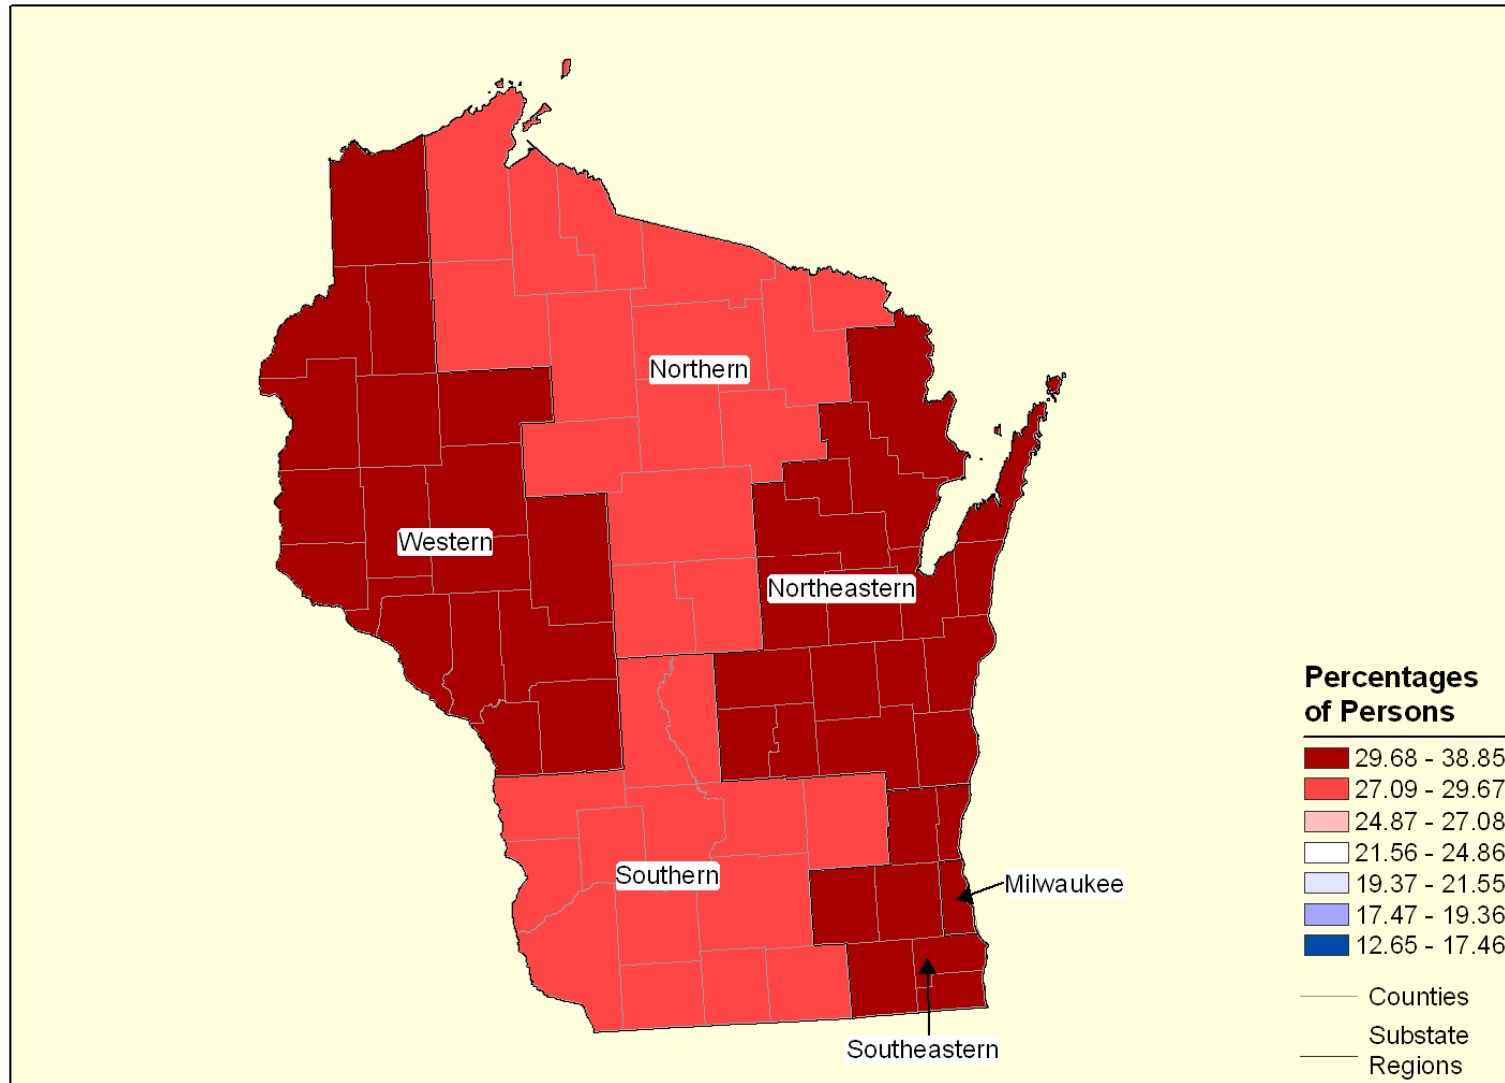 Northern
Western
Northeastern
Southern
Milwaukee
Southeastern
Percentages
of Persons
29.68 - 38.85
27.09 - 29.67
24.87 - 27.08
21.56 - 24.86
19.37 - 21.55
17.47 - 19.36
12.65 - 17.46
Counties
Substate
Regions